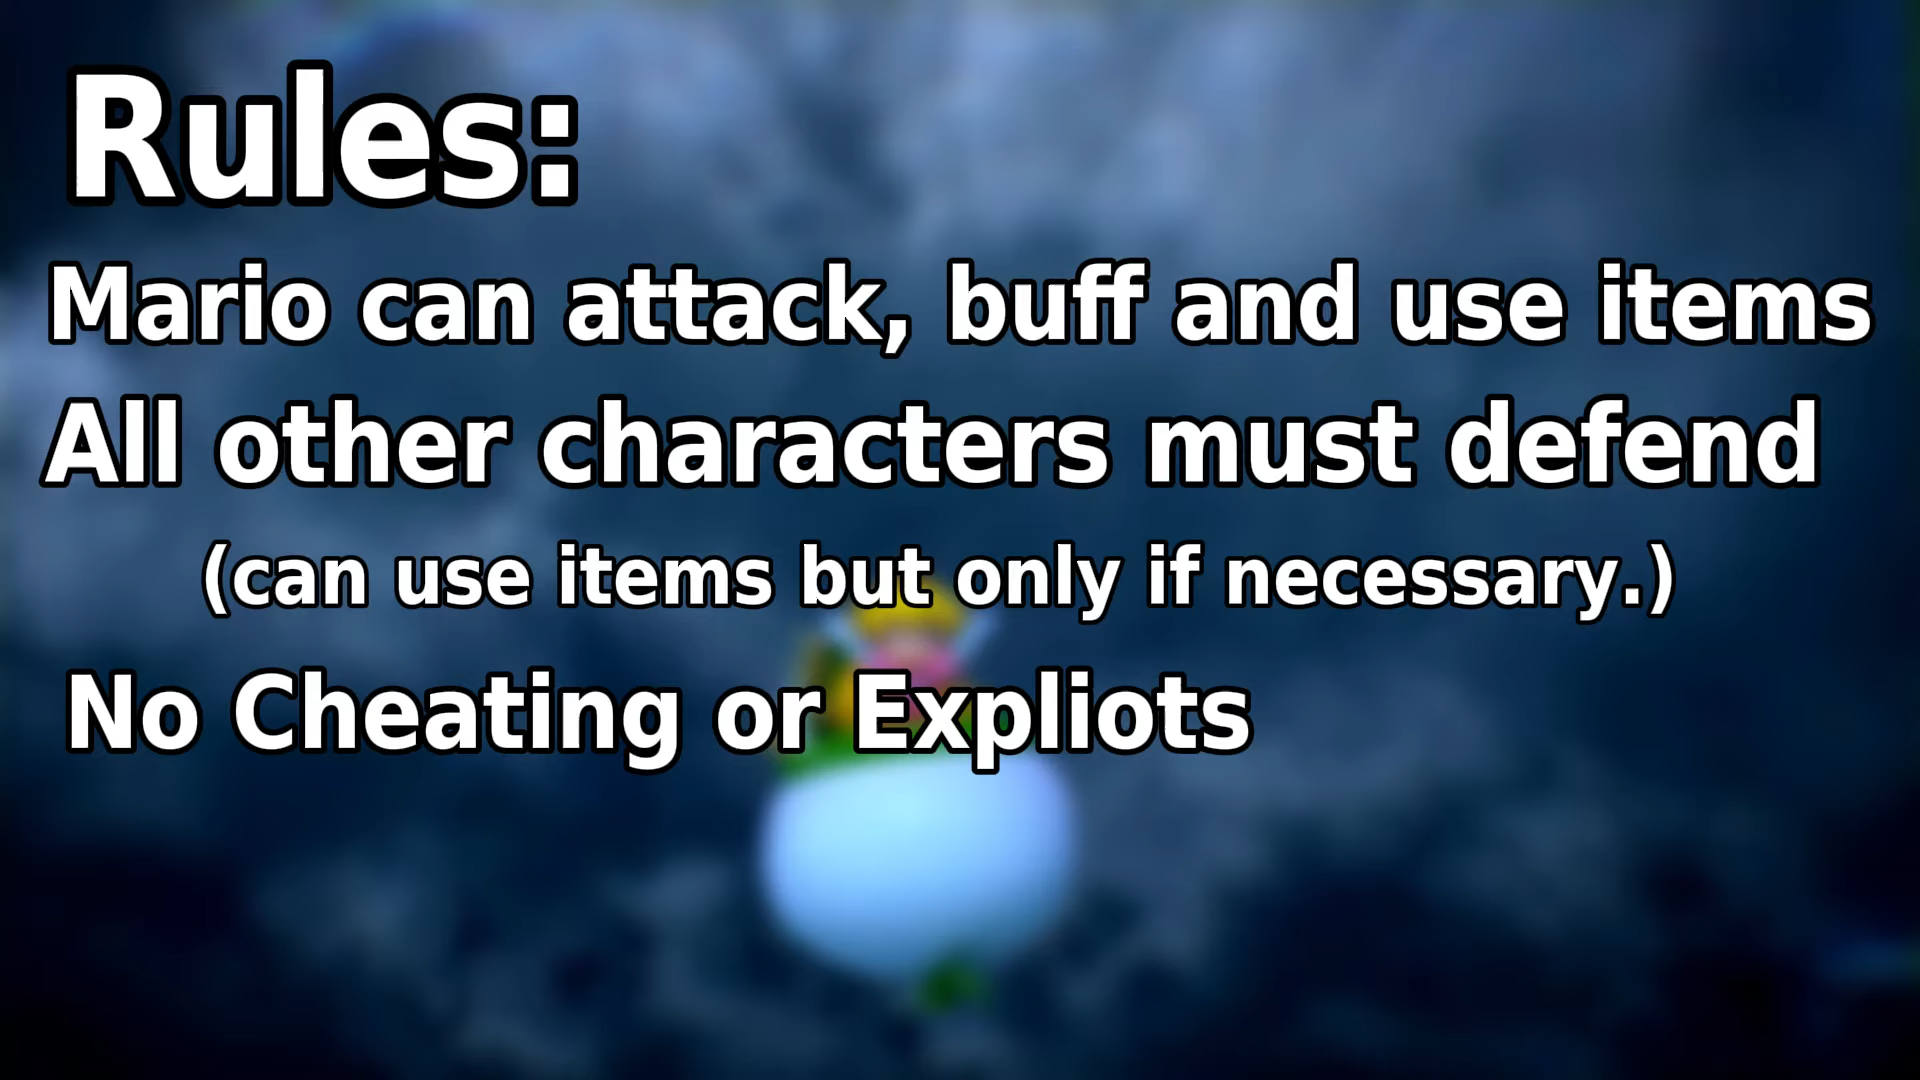 Rules:
Mario can attack, buff and use items
All other characters must defend
(can use items but only if necessary.)
No Cheating or Expliots